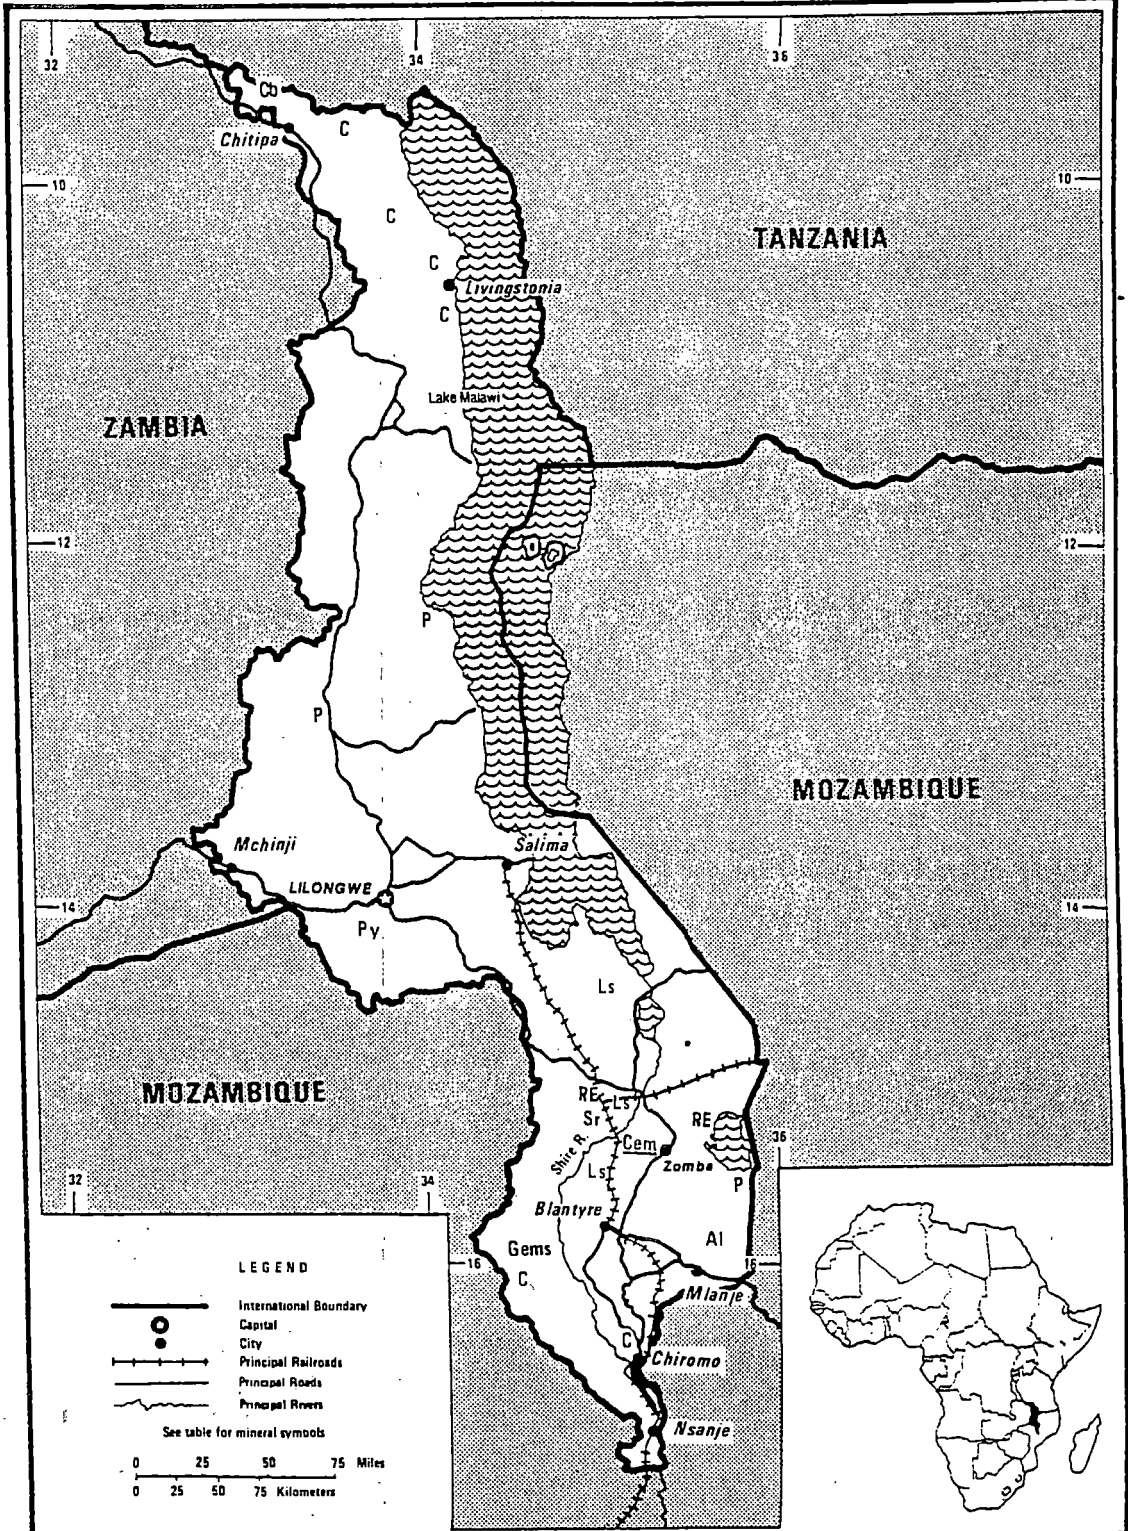 32
34
36
Cb
C
Chitipa
10
10
C
TANZANIA
C
Livingstonia
C
Lake Malawi
ZAMBIA
12
12
P
P
MOZAMBIQUE
Mchinji
Salima
LILONGWE
14
14
Py
Ls
MOZAMBIQUE
RE
Ls
Sr
RE
Cem
36
Shire R.
Zomba
Ls
P
32
34
Blantyre
Al
Gems
16
16
C
Mlanje
C
Chiromo
Nsanje
LEGEND
International Boundary
Capital
City
Principal Railroads
Principal Roads
Principal Rivers
See table for mineral symbols
0 25 50 75 Miles
0 25 50 75 Kilometers